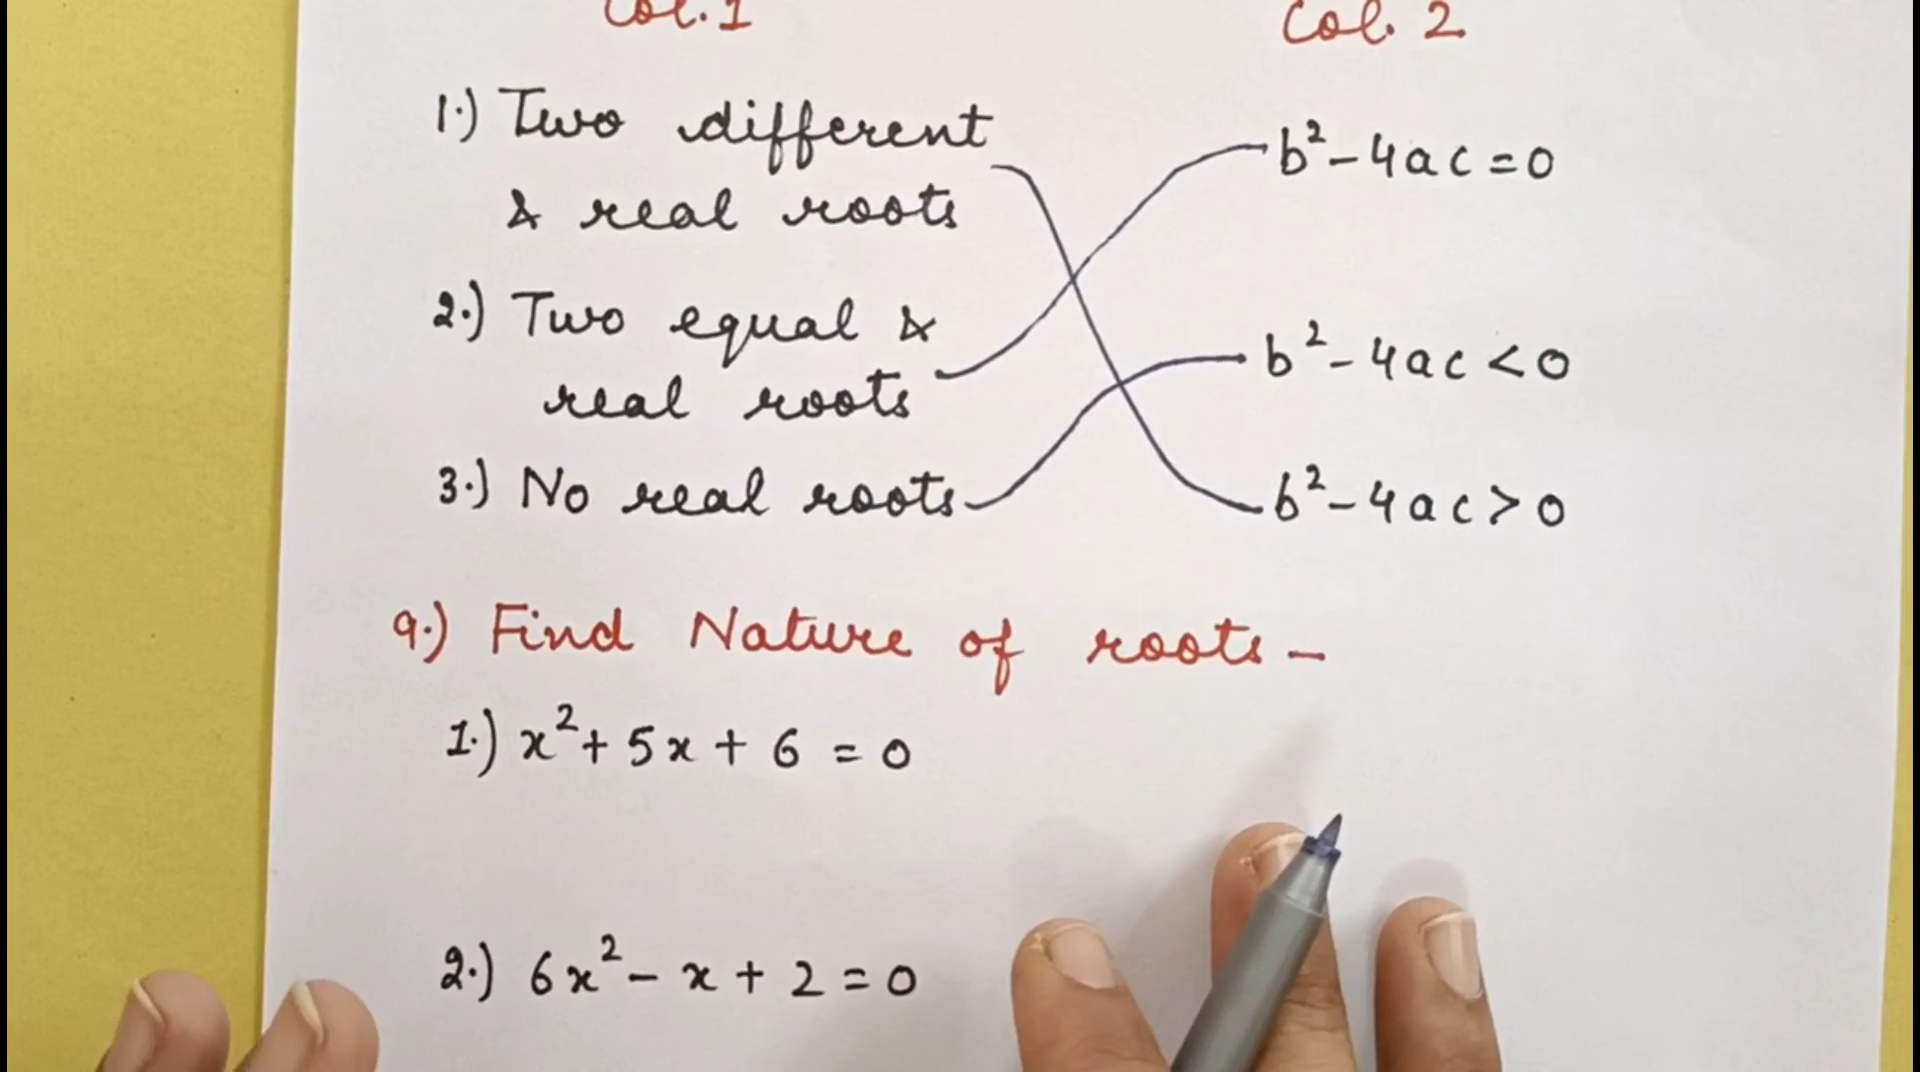 Col. 1
Col. 2
1.) Two different
& real roots
b²-4ac=0
2.) Two equal &
real roots
b²-4ac<0
3.) No real roots
b²-4ac>0
9.) Find Nature of roots-
1.) x²+5x+6=0
2.) 6x²-x+2=0